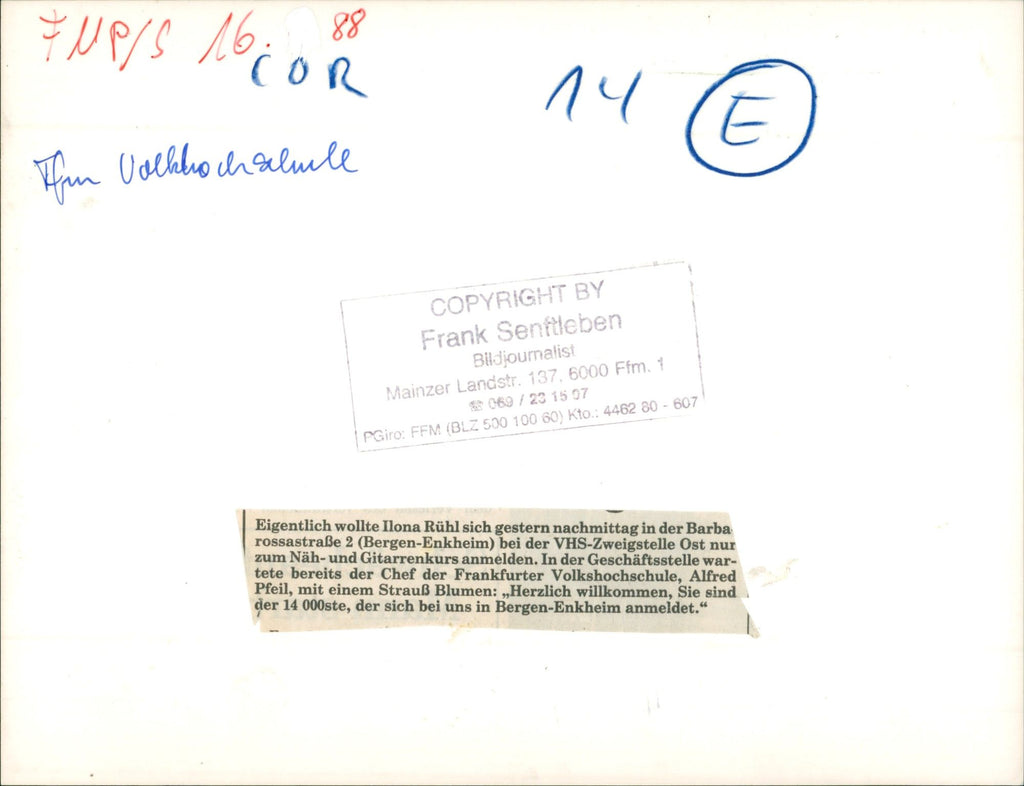 FNP/S 16. 88
COR
14 E
Ffm Volkhochschule
COPYRIGHT BY
Frank Senftleben
Bildjournalist
Mainzer Landstr. 137, 6000 Ffm. 1
☎ 069 / 23 15 07
PGiro: FFM (BLZ 500 100 60) Kto.: 4462 80 - 607
Eigentlich wollte Ilona Rühl sich gestern nachmittag in der Barba
rossastraße 2 (Bergen-Enkheim) bei der VHS-Zweigstelle Ost nur
zum Näh- und Gitarrenkurs anmelden. In der Geschäftsstelle war-
tete bereits der Chef der Frankfurter Volkshochschule, Alfred
Pfeil, mit einem Strauß Blumen: „Herzlich willkommen, Sie sind
der 14 000ste, der sich bei uns in Bergen-Enkheim anmeldet.“